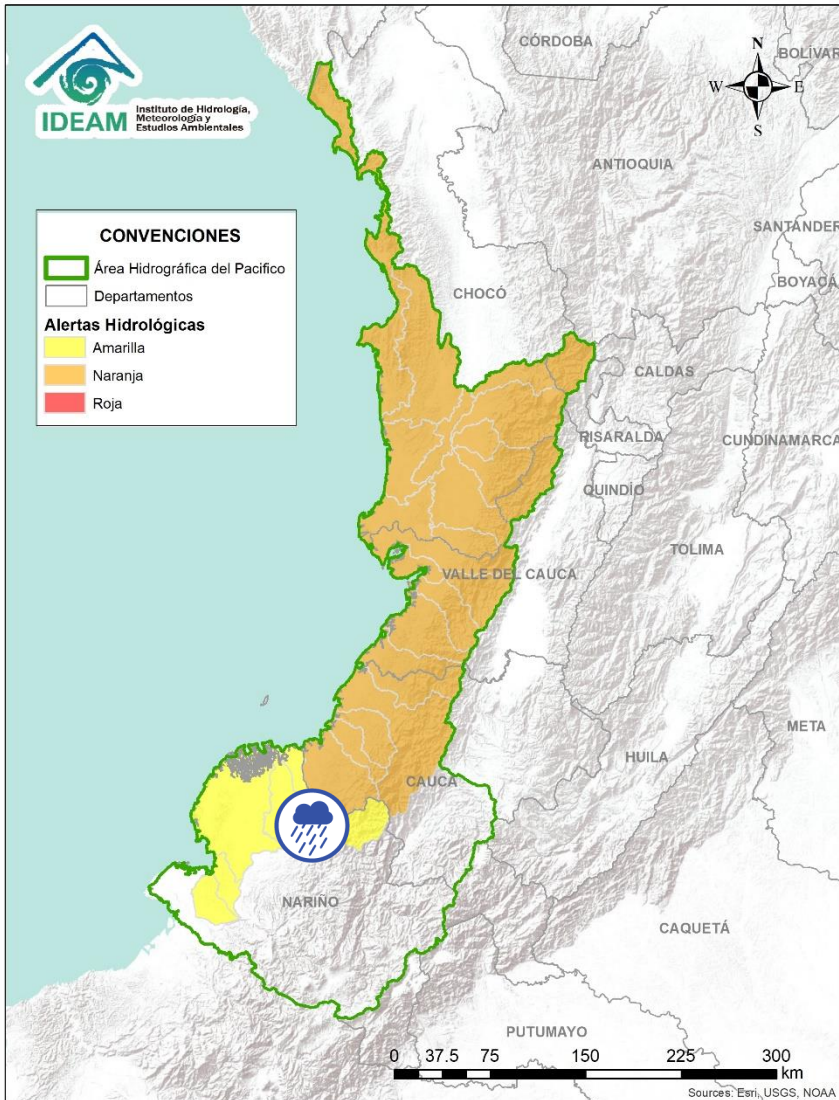 IDEAM
Instituto de Hidrología,
Meteorología y
Estudios Ambientales
CÓRDOBA
BOLÍVAR
N
W
E
S
ANTIOQUIA
SANTANDER
BOYACÁ
CONVENCIONES
Área Hidrográfica del Pacifico
Departamentos
Alertas Hidrológicas
Amarilla
Naranja
Roja
CHOCÓ
CALDAS
RISARALDA
CUNDINAMARCA
QUINDÍO
TOLIMA
VALLE DEL CAUCA
META
HUILA
CAUCA
NARIÑO
CAQUETÁ
PUTUMAYO
0 37.5 75 150 225 300
km
Sources: Esri, USGS, NOAA